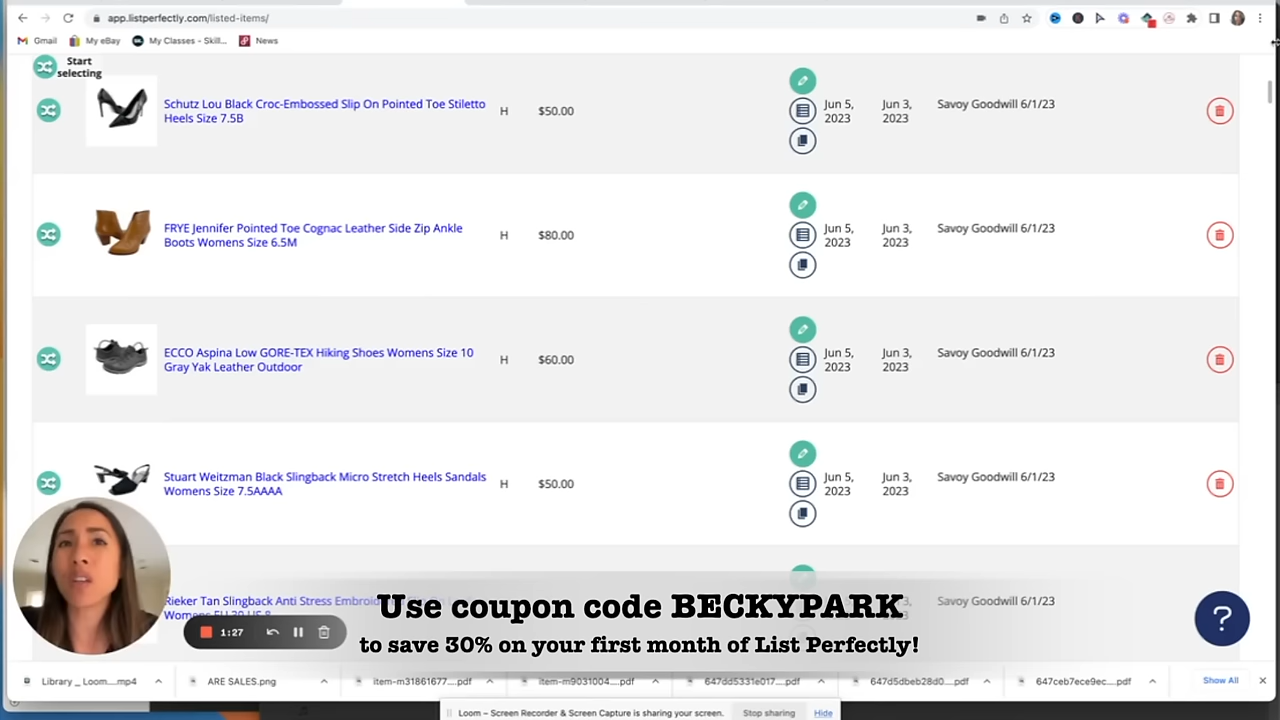 app.listperfectly.com/listed-items/
Gmail My eBay My Classes - Skill... News
Start
selecting
Schutz Lou Black Croc-Embossed Slip On Pointed Toe Stiletto
Heels Size 7.5B
H $50.00
Jun 5,
2023
Jun 3,
2023
Savoy Goodwill 6/1/23
FRYE Jennifer Pointed Toe Cognac Leather Side Zip Ankle
Boots Womens Size 6.5M
H $80.00
Jun 5,
2023
Jun 3,
2023
Savoy Goodwill 6/1/23
ECCO Aspina Low GORE-TEX Hiking Shoes Womens Size 10
Gray Yak Leather Outdoor
H $60.00
Jun 5,
2023
Jun 3,
2023
Savoy Goodwill 6/1/23
Stuart Weitzman Black Slingback Micro Stretch Heels Sandals
Womens Size 7.5AAAA
H $50.00
Jun 5,
2023
Jun 3,
2023
Savoy Goodwill 6/1/23
Rieker Tan Slingback Anti Stress
Womens EU 39 US 8
Savoy Goodwill 6/1/23
Use coupon code BECKYPARK
to save 30% on your first month of List Perfectly!
1:27
?
Library _ Loom....mp4 ARE SALES.png item-m31861677....pdf item-m9031004....pdf 647dd5331e017....pdf 647d5dbeb28d0....pdf 647ceb7ece9ec....pdf Show All
Loom – Screen Recorder & Screen Capture is sharing your screen. Stop sharing Hide